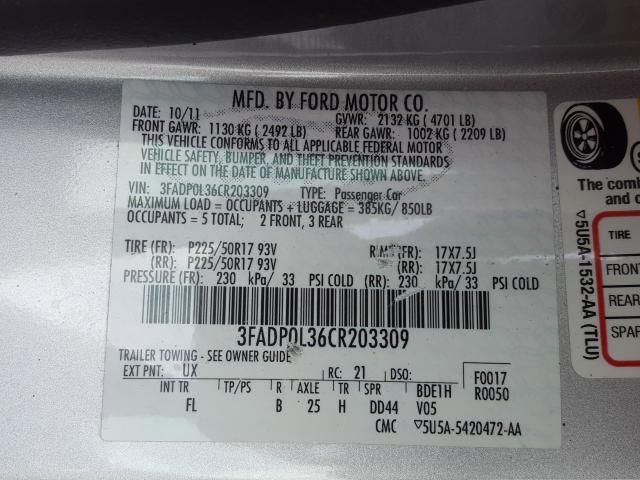 MFD. BY FORD MOTOR CO.
DATE: 10/11 GVWR: 2132 KG ( 4701 LB)
FRONT GAWR: 1130 KG ( 2492 LB) REAR GAWR: 1002 KG ( 2209 LB)
THIS VEHICLE CONFORMS TO ALL APPLICABLE FEDERAL MOTOR
VEHICLE SAFETY, BUMPER, AND THEFT PREVENTION STANDARDS
IN EFFECT ON THE DATE OF MANUFACTURE SHOWN ABOVE.
VIN: 3FADP0L36CR203309 TYPE: Passenger Car
MAXIMUM LOAD = OCCUPANTS + LUGGAGE = 385KG/ 850LB
OCCUPANTS = 5 TOTAL; 2 FRONT, 3 REAR
TIRE (FR): P225/50R17 93V RIMS (FR): 17X7.5J
(RR): P225/50R17 93V (RR): 17X7.5J
PRESSURE (FR): 230 kPa/ 33 PSI COLD (RR): 230 kPa/ 33 PSI COLD
3FADP0L36CR203309
TRAILER TOWING - SEE OWNER GUIDE
EXT PNT: UX RC: 21 DSO: F0017
INT TR TP/PS R AXLE TR SPR BDE1H R0050
FL B 25 H DD44 V05
CMC ▽5U5A-5420472-AA
The comb
and o
▽5U5A-1532-AA (TLU)
TIRE
FRONT
REAR
SPAR